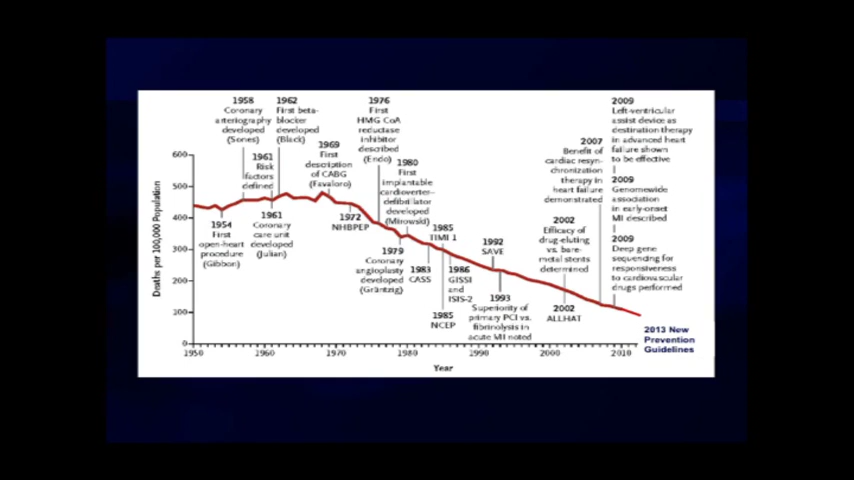 1958
Coronary
arteriography
developed
(Sones)
1962
First beta-
blocker
developed
(Black)
1976
First
HMG CoA
reductase
inhibitor
described
(Endo)
2009
Left-ventricular
assist device as
destination therapy
in advanced heart
failure shown
to be effective
1961
Risk
factors
defined
1969
First
description
of CABG
(Favaloro)
1980
First
implantable
cardioverter–
defibrillator
developed
(Mirowski)
2007
Benefit of
cardiac resyn-
chronization
therapy in
heart failure
demonstrated
2009
Genomewide
association
in early-onset
MI described
2009
Deep gene
sequencing for
responsiveness
to cardiovascular
drugs performed
1954
First
open-heart
procedure
(Gibbon)
1961
Coronary
care unit
developed
(Julian)
1972
NHBPEP
1979
Coronary
angioplasty
developed
(Grüntzig)
1983
CASS
1985
TIMI 1
1985
NCEP
1986
GISSI
and
ISIS-2
1992
SAVE
1993
Superiority of
primary PCI vs.
fibrinolysis in
acute MI noted
2002
Efficacy of
drug-eluting
vs. bare-
metal stents
determined
2002
ALLHAT
2013 New
Prevention
Guidelines
Deaths per 100,000 Population
600
500
400
300
200
100
0
1950 1960 1970 1980 1990 2000 2010
Year